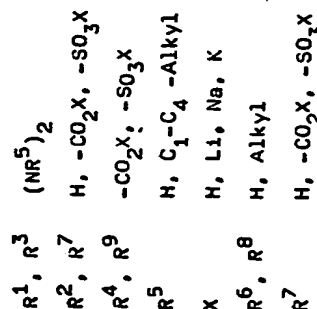 R¹, R³ (NR⁵)₂
R², R⁷ H, -CO₂X, -SO₃X
R⁴, R⁹ -CO₂X, -SO₃X
R⁵ H, C₁-C₄ -Alkyl
X H, Li, Na, K
R⁶, R⁸ H, Alkyl
R⁷ H, -CO₂X, -SO₃X